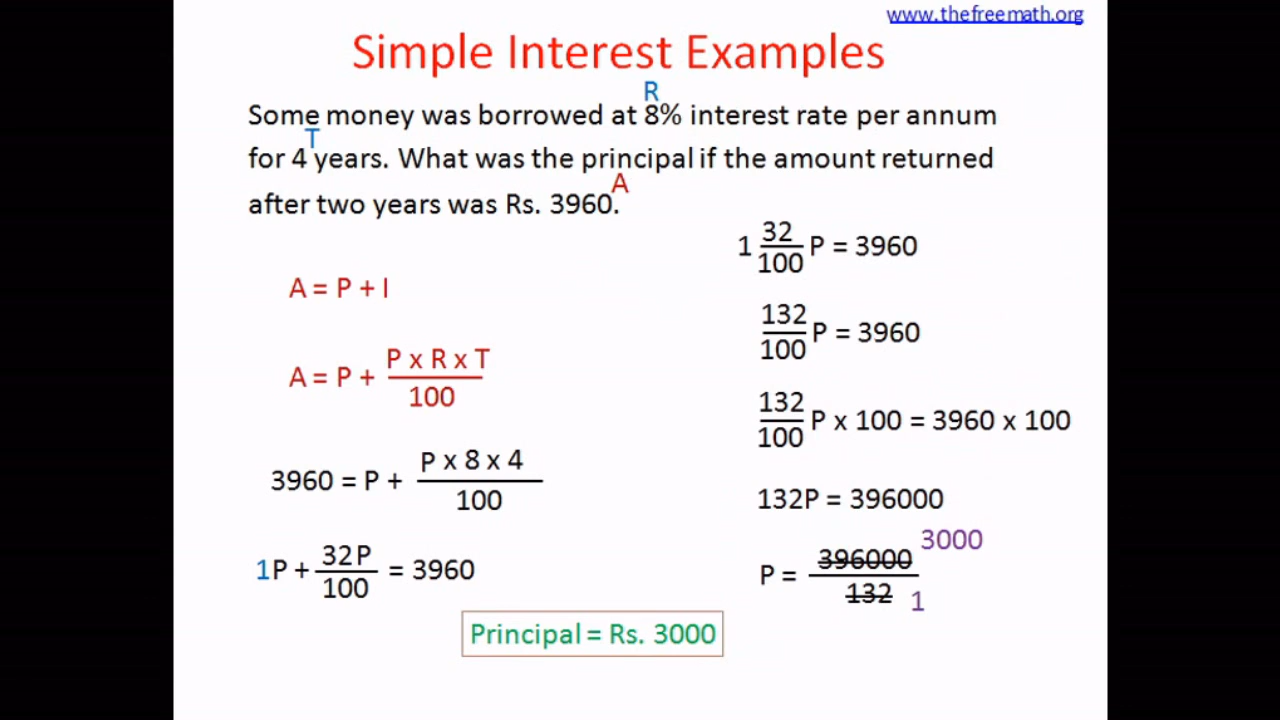 www.thefreemath.org
Simple Interest Examples
R
Some money was borrowed at 8% interest rate per annum
T
for 4 years. What was the principal if the amount returned
A
after two years was Rs. 3960.
A = P + I
A = P + P x R x T
100
3960 = P + P x 8 x 4
100
1P + 32P = 3960
100
1 32 P = 3960
100
132 P = 3960
100
132 P x 100 = 3960 x 100
100
132P = 396000
3000
P = 396000
132 1
Principal = Rs. 3000